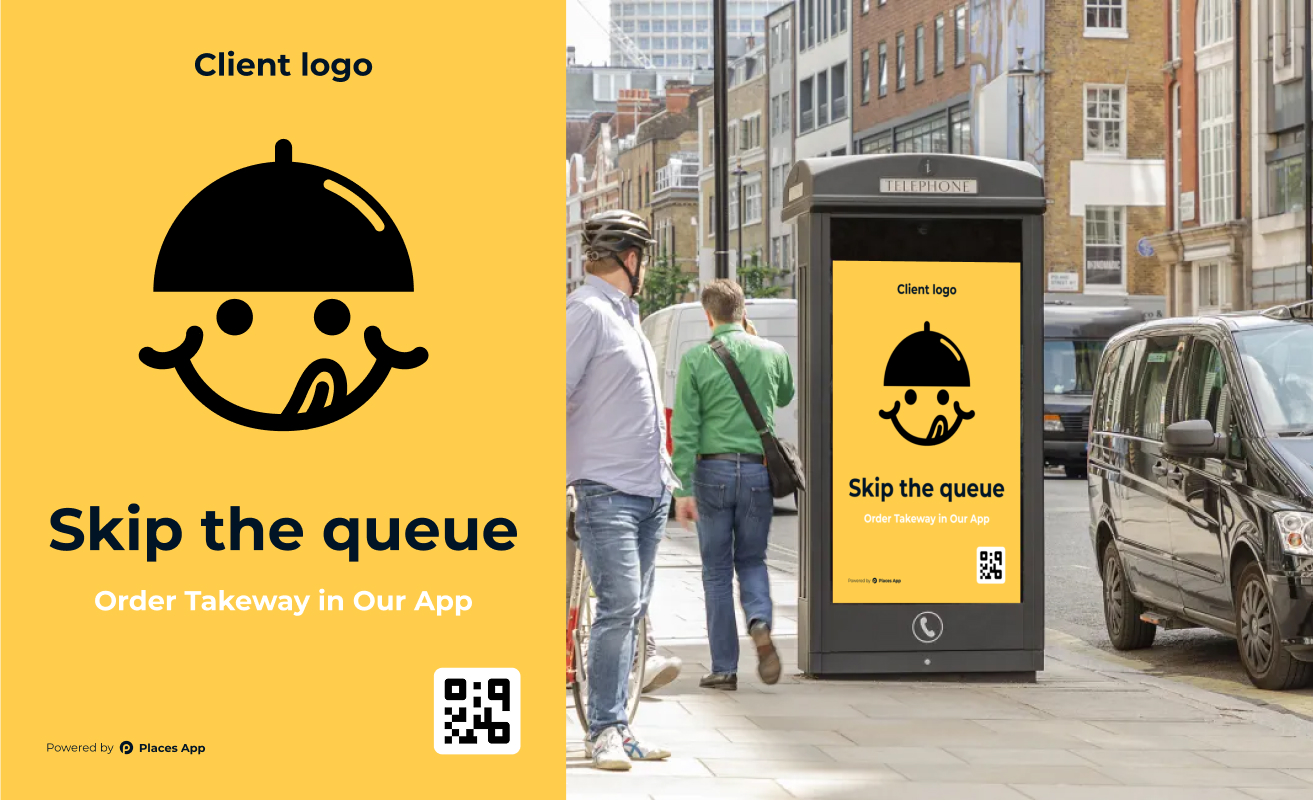 Client logo
Skip the queue
Order Takeway in Our App
Powered by Places App
i
TELEPHONE
Client logo
Skip the queue
Order Takeway in Our App
Powered by Places App